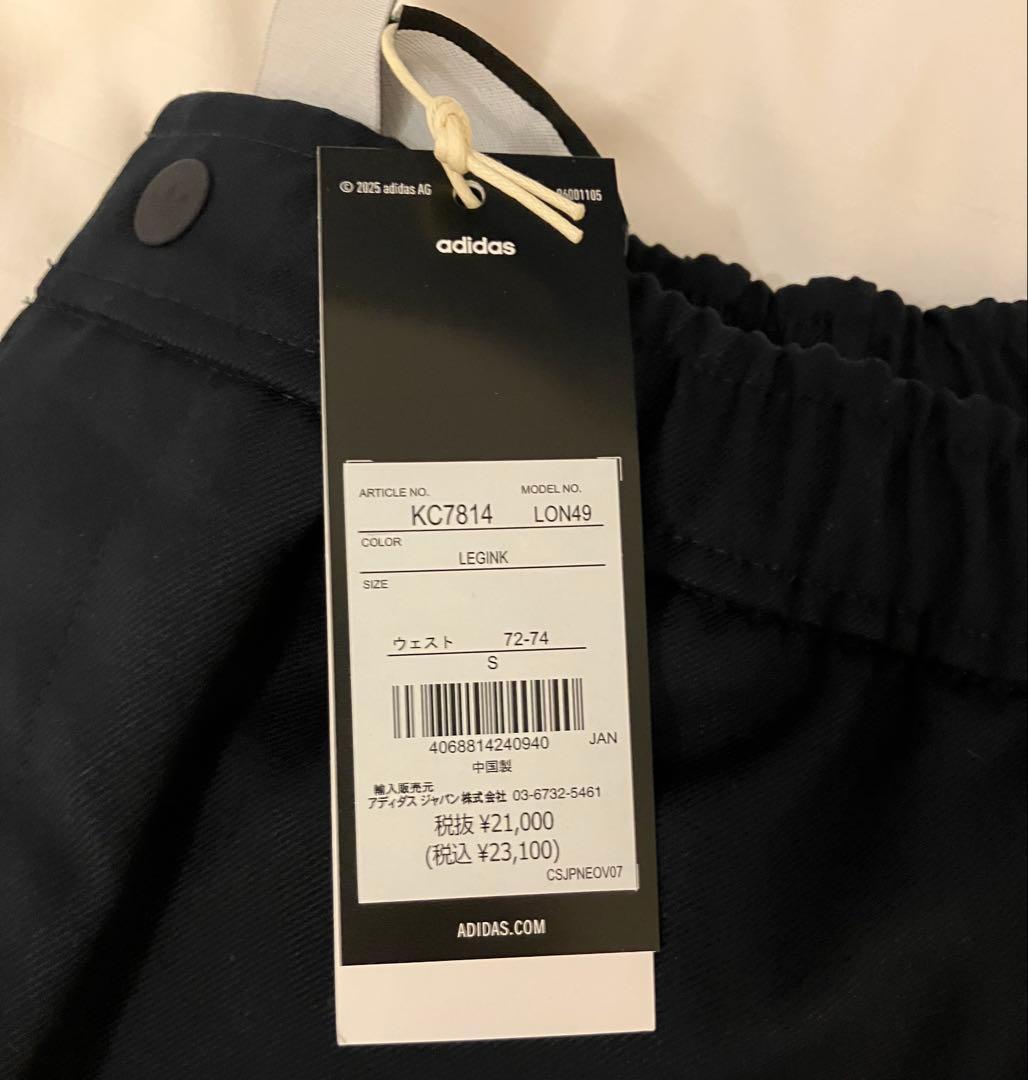 © 2025 adidas AG 06001105
adidas
ARTICLE NO. MODEL NO.
KC7814 LON49
COLOR
LEGINK
SIZE
ウェスト 72-74
S
4068814240940 JAN
中国製
輸入販売元
アディダス ジャパン株式会社 03-6732-5461
税抜 ¥21,000
(税込 ¥23,100)
CSJPNEOV07
ADIDAS.COM